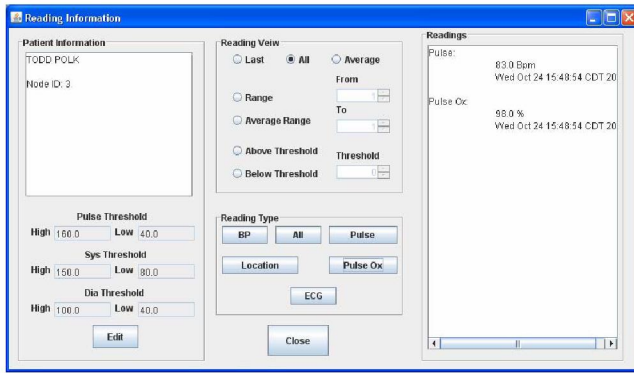 Reading Information
Patient Information
TODD POLK
Node ID: 3
Pulse Threshold
High 160.0 Low 40.0
Sys Threshold
High 150.0 Low 80.0
Dia Threshold
High 100.0 Low 40.0
Edit
Reading Veiw
Last All Average
From
Range 1
To
Average Range 1
Above Threshold Threshold
Below Threshold 0
Reading Type
BP All Pulse
Location Pulse Ox
ECG
Close
Readings
Pulse:
83.0 Bpm
Wed Oct 24 15:48:54 CDT 20
Pulse Ox:
98.0 %
Wed Oct 24 15:48:54 CDT 20